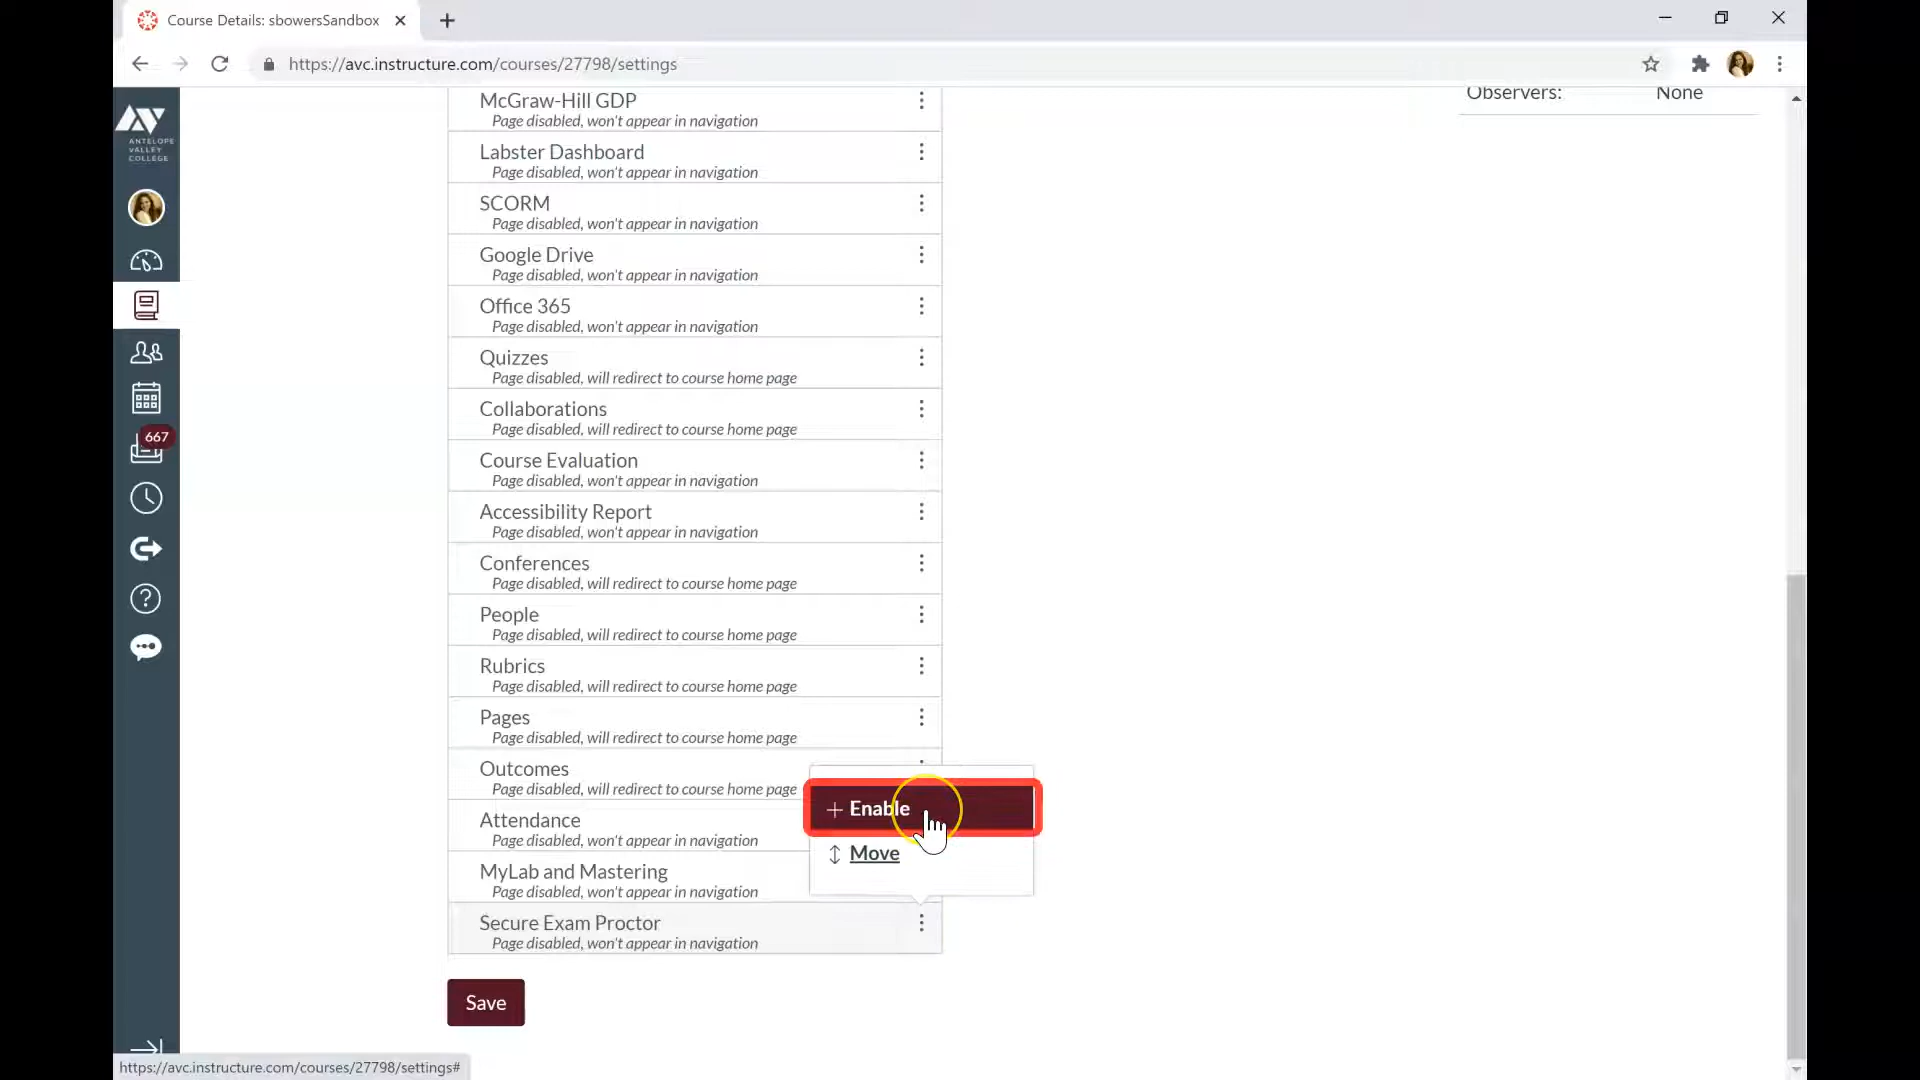 Course Details: sbowersSandbox
https://avc.instructure.com/courses/27798/settings
ANTELOPE
VALLEY
COLLEGE
667
Observers: None
McGraw-Hill GDP
Page disabled, won't appear in navigation
Labster Dashboard
Page disabled, won't appear in navigation
SCORM
Page disabled, won't appear in navigation
Google Drive
Page disabled, won't appear in navigation
Office 365
Page disabled, won't appear in navigation
Quizzes
Page disabled, will redirect to course home page
Collaborations
Page disabled, will redirect to course home page
Course Evaluation
Page disabled, won't appear in navigation
Accessibility Report
Page disabled, won't appear in navigation
Conferences
Page disabled, will redirect to course home page
People
Page disabled, will redirect to course home page
Rubrics
Page disabled, will redirect to course home page
Pages
Page disabled, will redirect to course home page
Outcomes
Page disabled, will redirect to course home page
Attendance
Page disabled, won't appear in navigation
MyLab and Mastering
Page disabled, won't appear in navigation
Secure Exam Proctor
Page disabled, won't appear in navigation
Enable
Move
Save
https://avc.instructure.com/courses/27798/settings#